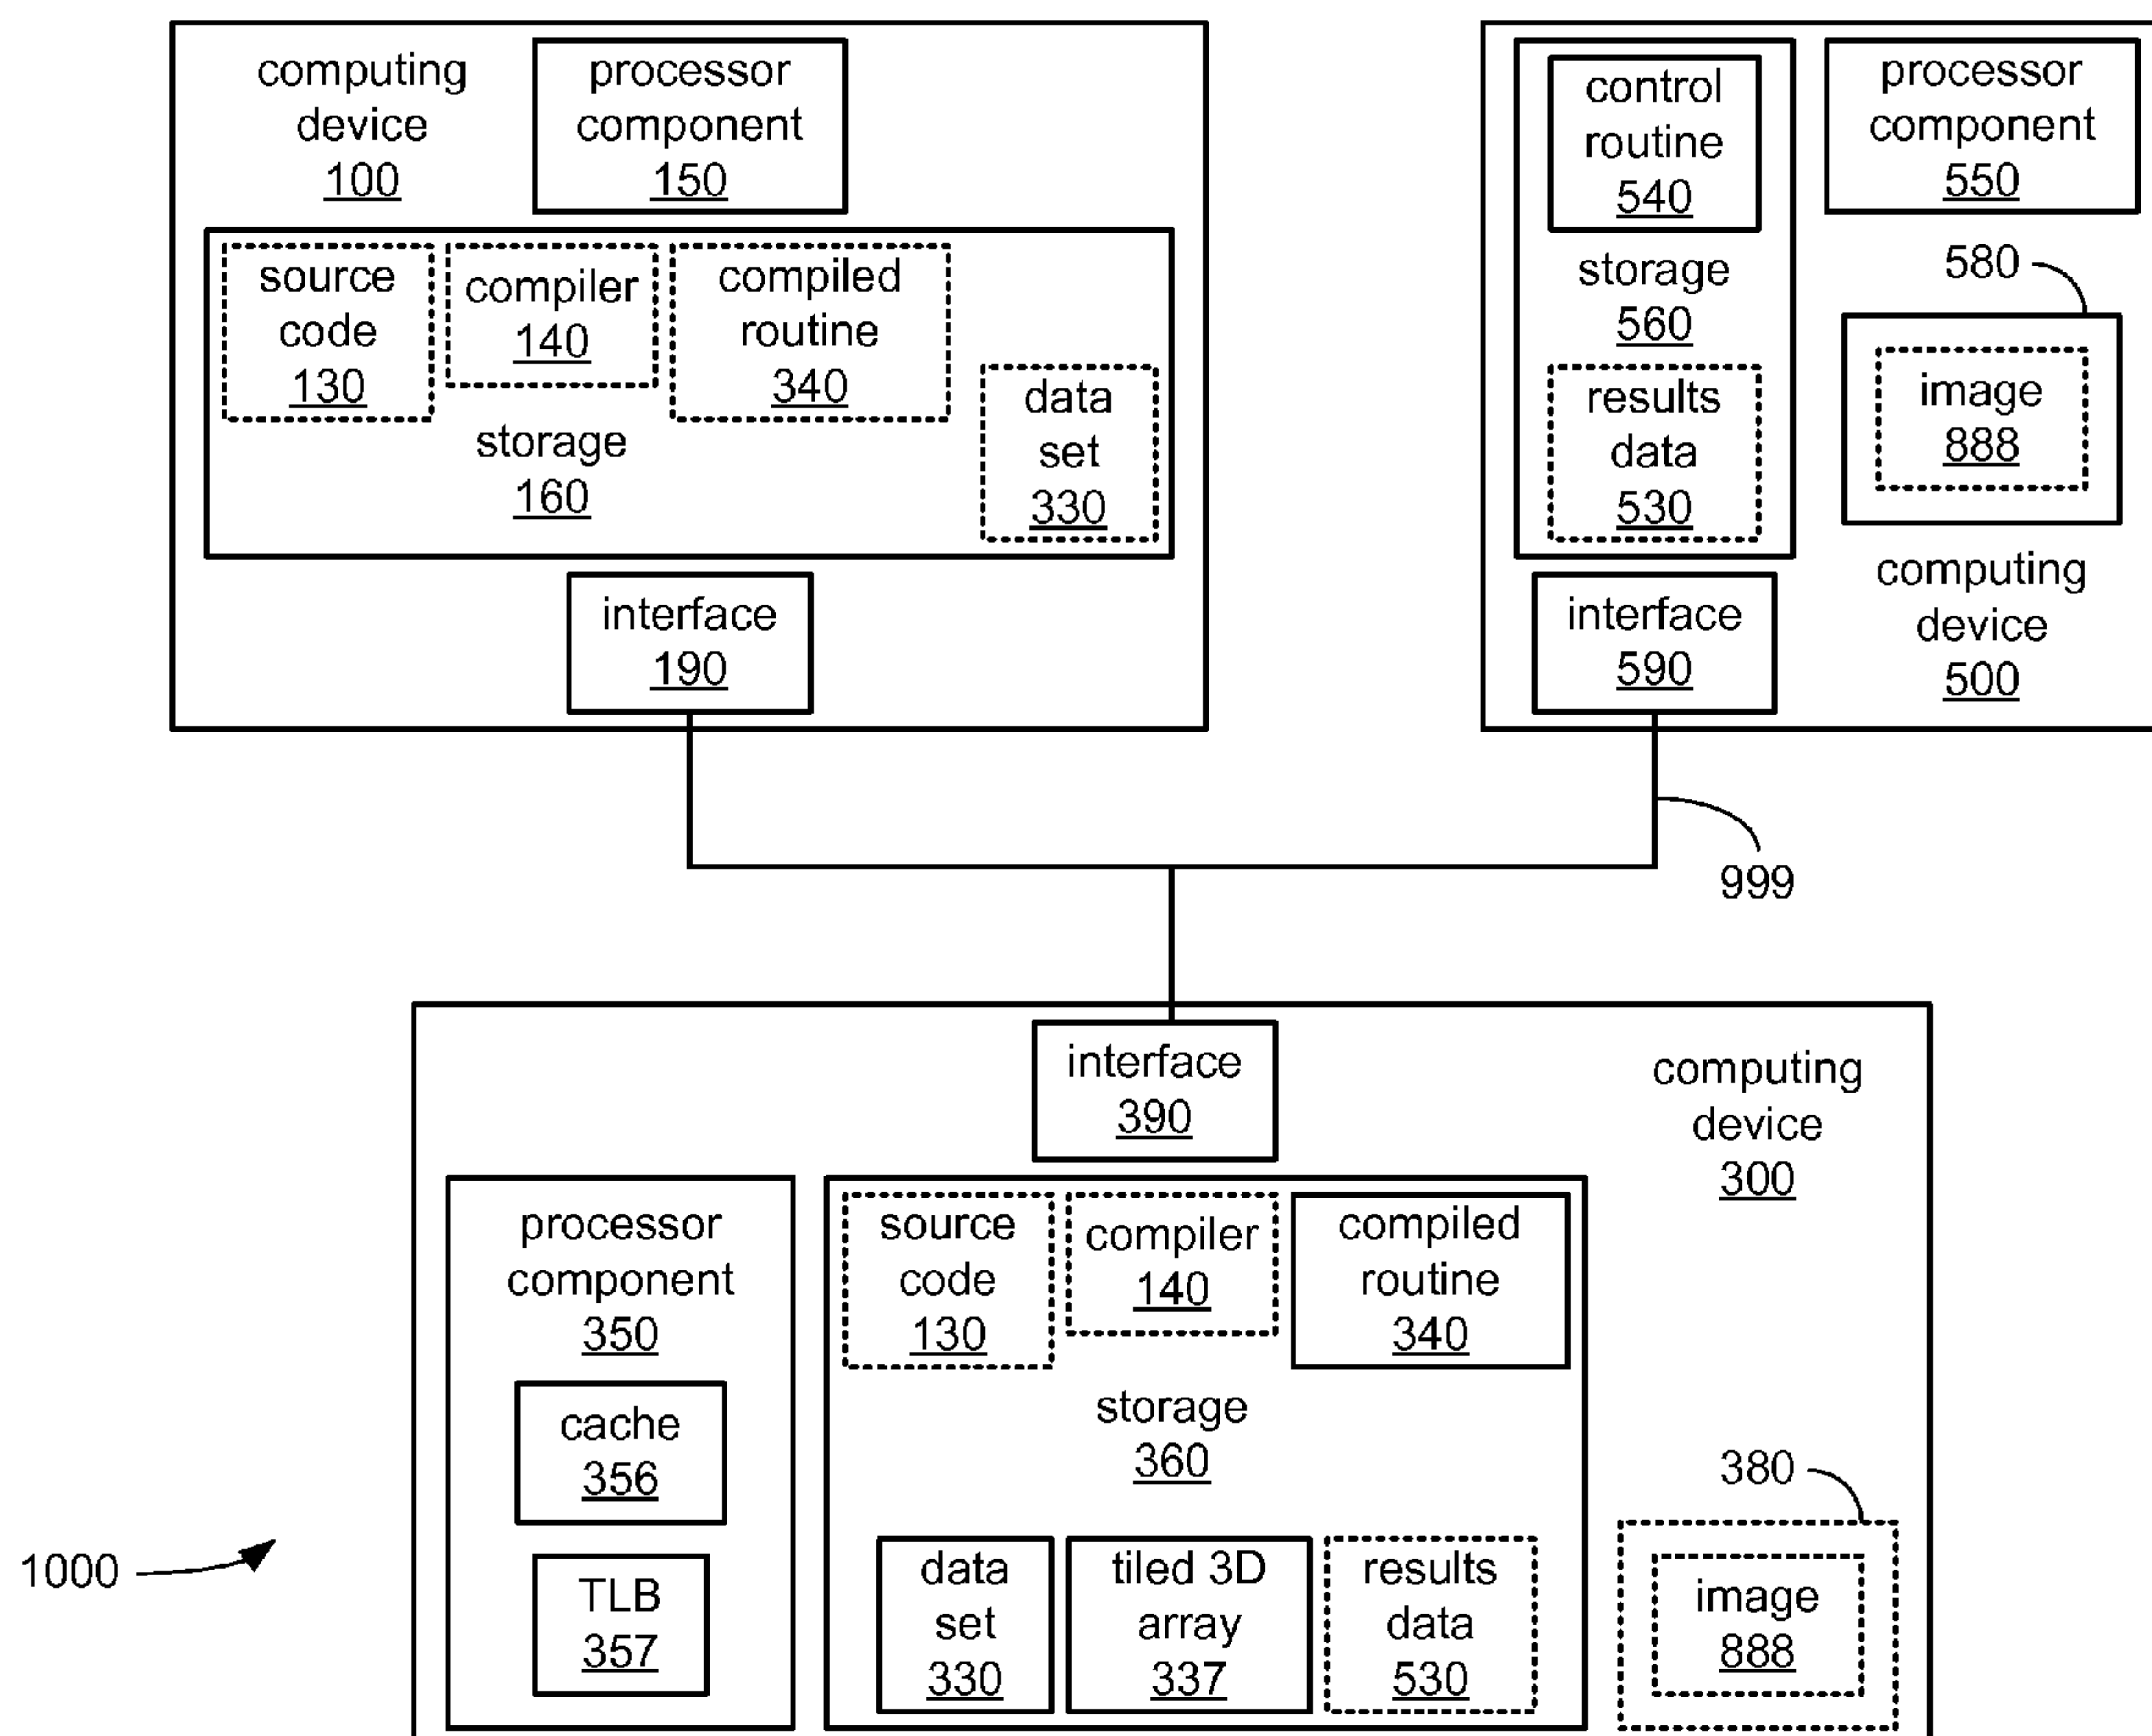 computing
device
100
processor
component
150
source
code
130
compiler
140
compiled
routine
340
data
set
330
storage
160
interface
190
control
routine
540
storage
560
results
data
530
processor
component
550
580
image
888
computing
device
500
interface
590
999
interface
390
computing
device
300
processor
component
350
cache
356
TLB
357
source
code
130
compiler
140
compiled
routine
340
storage
360
data
set
330
tiled 3D
array
337
results
data
530
380
image
888
1000